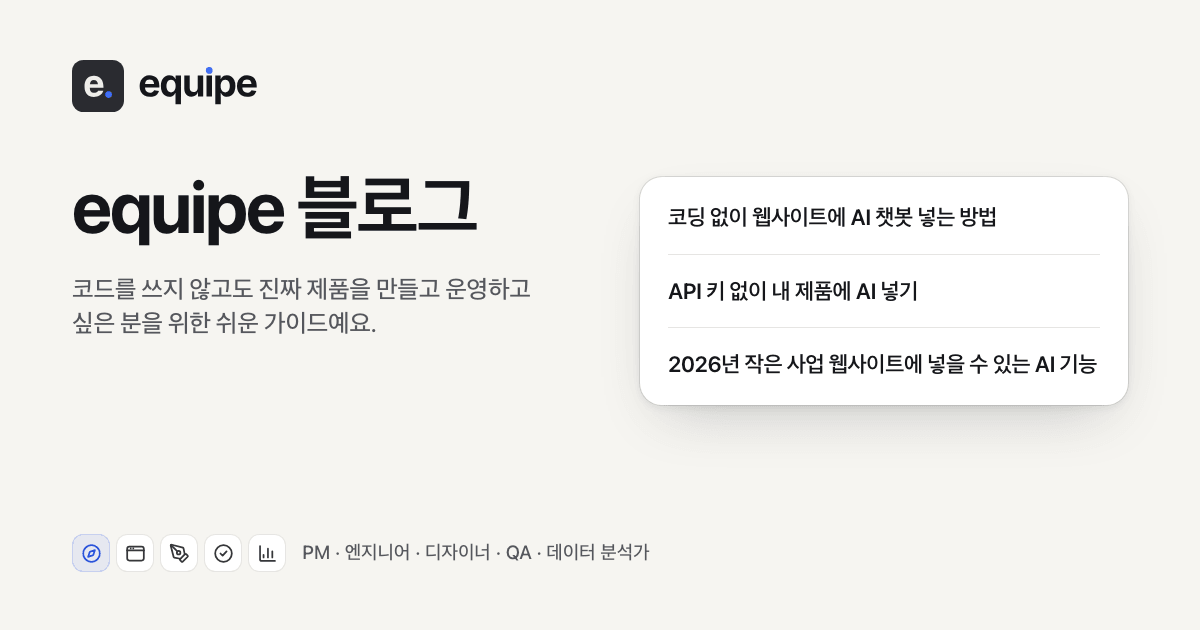 e.
equipe
equipe 블로그
코드를 쓰지 않고도 진짜 제품을 만들고 운영하고
싶은 분을 위한 쉬운 가이드예요.
코딩 없이 웹사이트에 AI 챗봇 넣는 방법
API 키 없이 내 제품에 AI 넣기
2026년 작은 사업 웹사이트에 넣을 수 있는 AI 기능
PM · 엔지니어 · 디자이너 · QA · 데이터 분석가